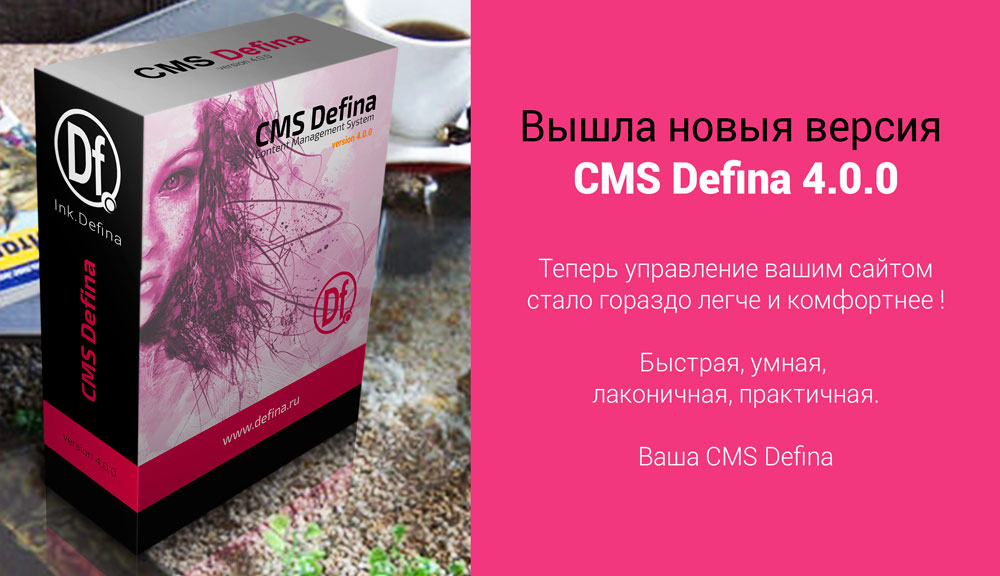 CMS Defina
version 4.0.0
Df.
Ink.Defina
CMS Defina
version 4.0.0
CMS Defina
Content Management System
version 4.0.0
Df.
www.defina.ru
Вышла новыя версия
CMS Defina 4.0.0
Теперь управление вашим сайтом
стало гораздо легче и комфортнее !
Быстрая, умная,
лаконичная, практичная.
Ваша CMS Defina